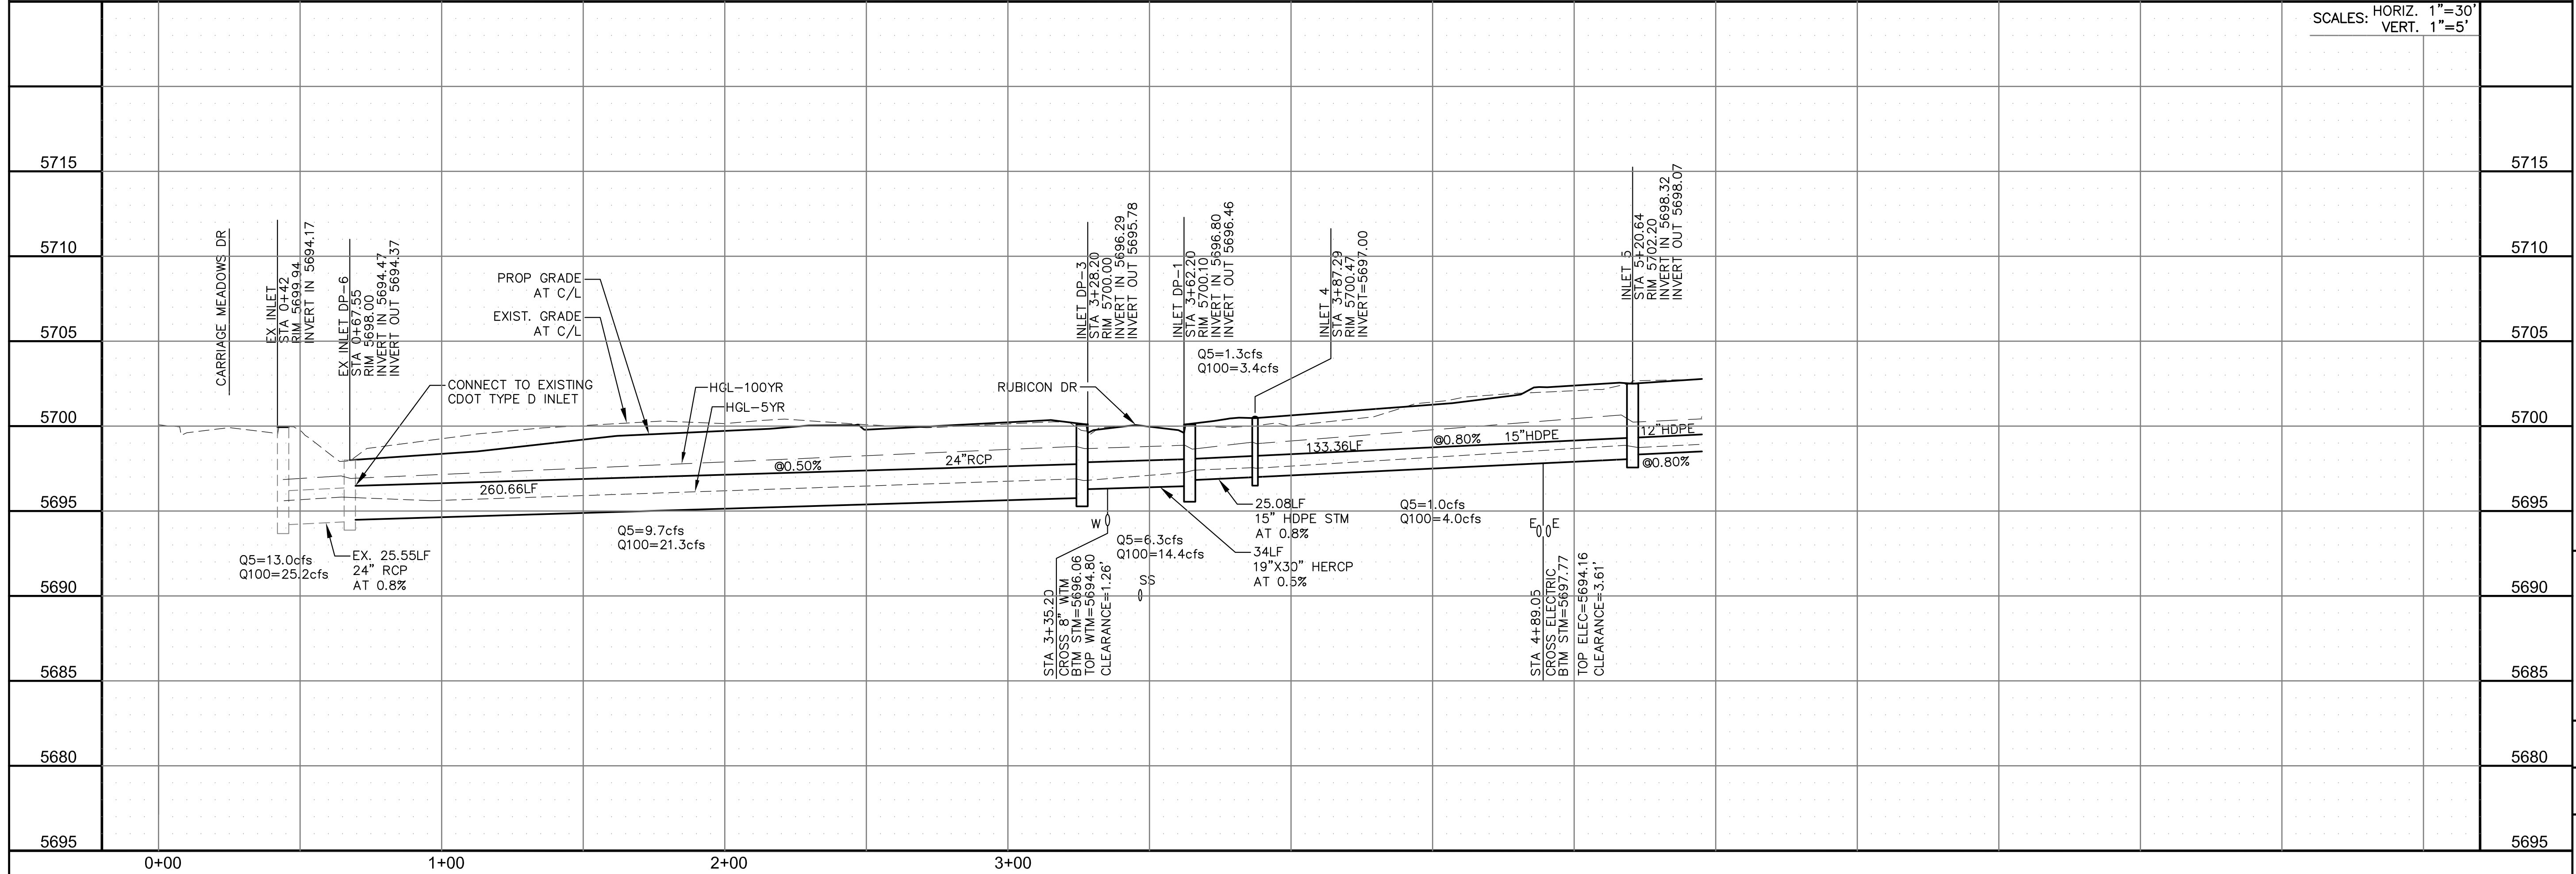 SCALES: HORIZ. 1"=30'
VERT. 1"=5'
5715
5710
5705
5700
5695
5690
5685
5680
5695
5715
5710
5705
5700
5695
5690
5685
5680
5695
0+00
1+00
2+00
3+00
CARRIAGE MEADOWS DR
EX INLET
STA 0+42
RIM 5699.94
INVERT IN 5694.17
EX INLET DP-6
STA 0+67.55
RIM 5698.00
INVERT IN 5694.47
INVERT OUT 5694.37
CONNECT TO EXISTING
CDOT TYPE D INLET
PROP GRADE
AT C/L
EXIST. GRADE
AT C/L
HGL-100YR
HGL-5YR
RUBICON DR
INLET DP-3
STA 3+28.20
RIM 5700.00
INVERT IN 5696.29
INVERT OUT 5695.78
INLET DP-1
STA 3+62.20
RIM 5700.10
INVERT IN 5696.80
INVERT OUT 5696.46
Q5=1.3cfs
Q100=3.4cfs
INLET 4
STA 3+87.29
RIM 5700.47
INVERT=5697.00
INLET 5
STA 5+20.64
RIM 5702.20
INVERT IN 5698.32
INVERT OUT 5698.07
260.66LF
@0.50%
24"RCP
133.36LF
@0.80%
15"HDPE
12"HDPE
@0.80%
Q5=13.0cfs
Q100=25.2cfs
EX. 25.55LF
24" RCP
AT 0.8%
Q5=9.7cfs
Q100=21.3cfs
W
Q5=6.3cfs
Q100=14.4cfs
SS
25.08LF
15" HDPE STM
AT 0.8%
34LF
19"X30" HERCP
AT 0.5%
Q5=1.0cfs
Q100=4.0cfs
E
E
STA 3+35.20
CROSS 8" WTM
BTM STM=5696.06
TOP WTM=5694.80
CLEARANCE=1.26'
STA 4+89.05
CROSS ELECTRIC
BTM STM=5697.77
TOP ELEC=5694.16
CLEARANCE=3.61'